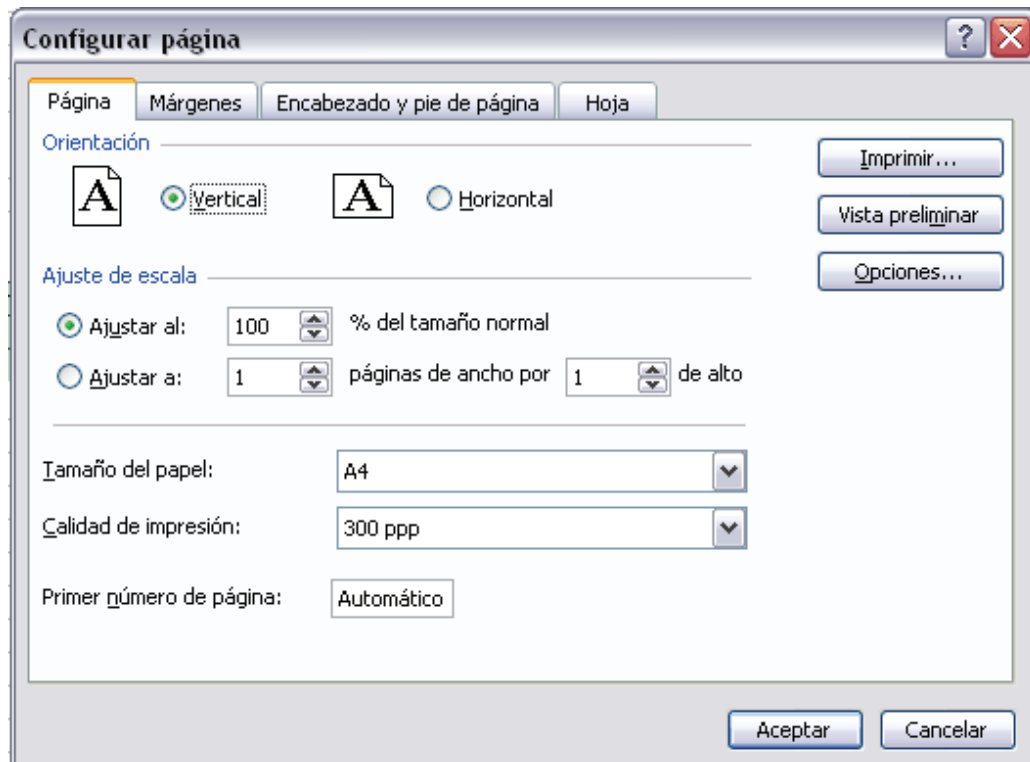 Configurar página
?
Página Márgenes Encabezado y pie de página Hoja
Orientación
A Vertical A Horizontal
Imprimir...
Vista preliminar
Opciones...
Ajuste de escala
Ajustar al: 100 % del tamaño normal
Ajustar a: 1 páginas de ancho por 1 de alto
Tamaño del papel: A4
Calidad de impresión: 300 ppp
Primer número de página: Automático
Aceptar Cancelar